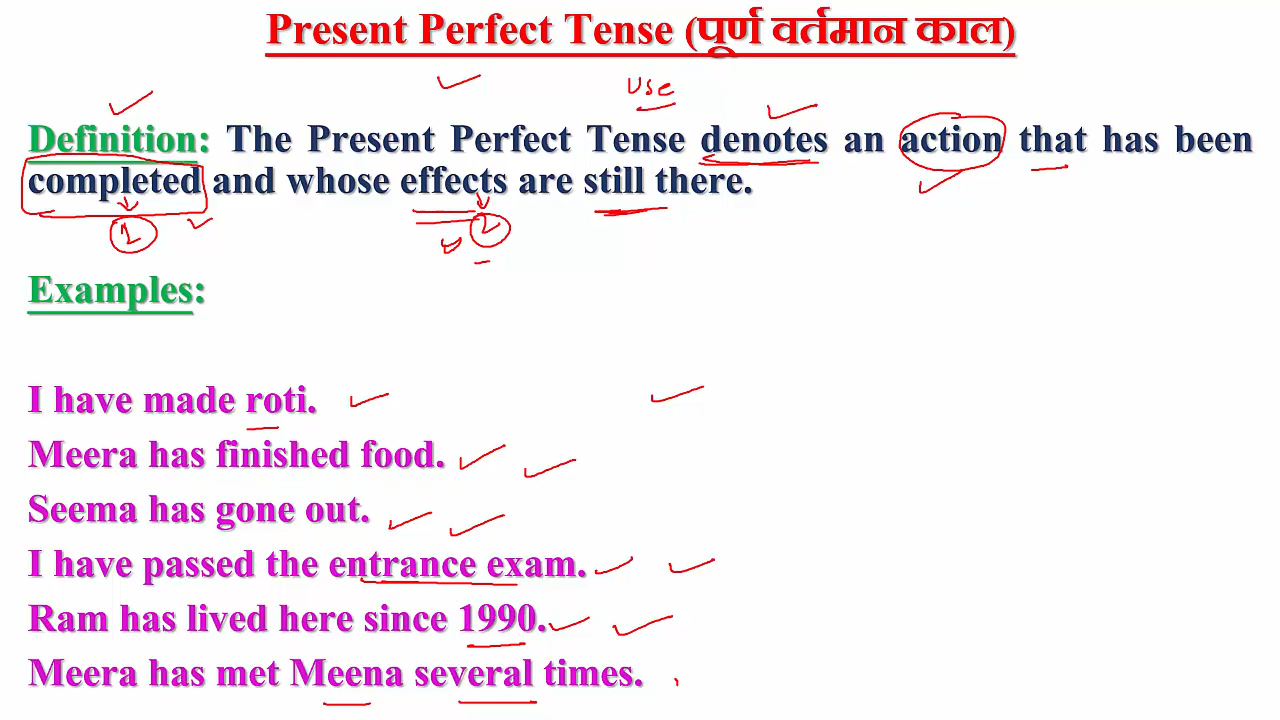 Present Perfect Tense (पूर्ण वर्तमान काल)
use
Definition: The Present Perfect Tense denotes an action that has been
completed and whose effects are still there.
1 2
Examples:
I have made roti.
Meera has finished food.
Seema has gone out.
I have passed the entrance exam.
Ram has lived here since 1990.
Meera has met Meena several times.